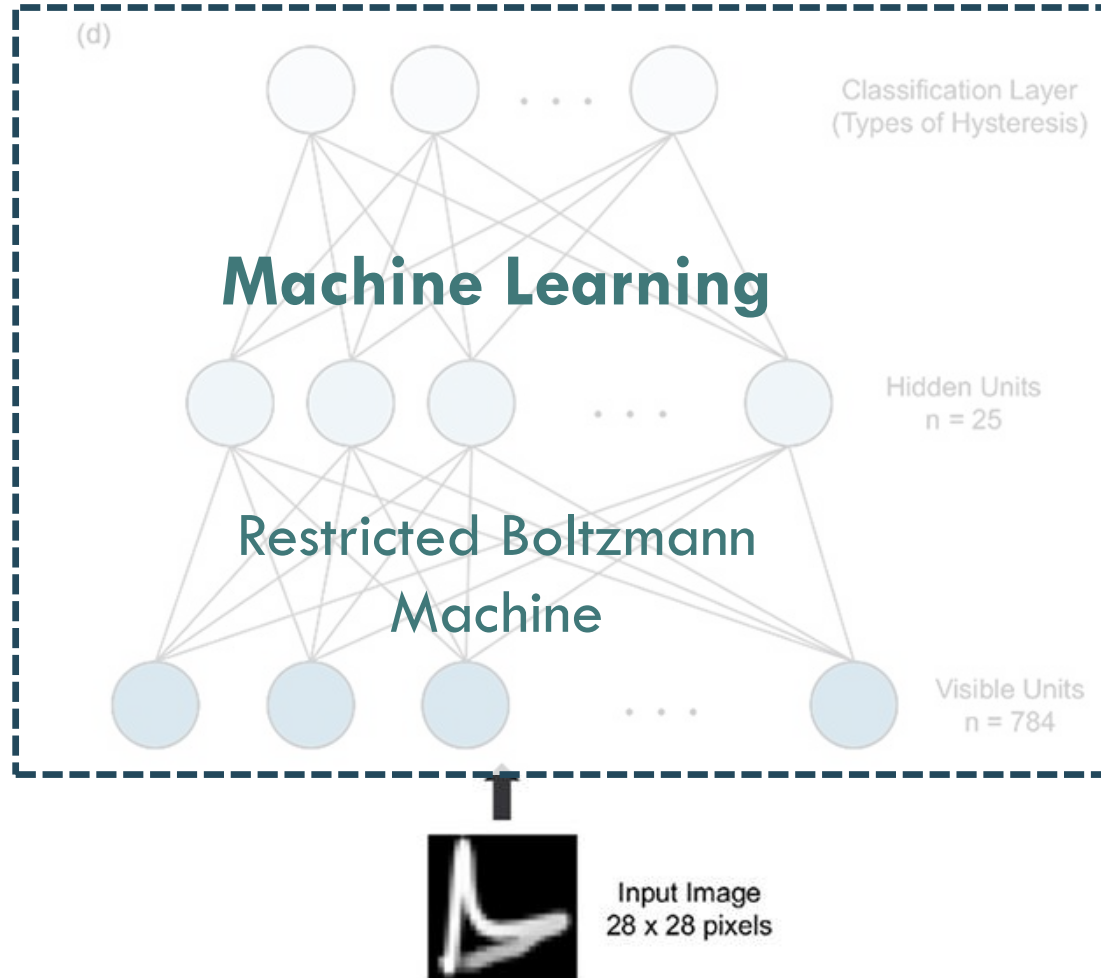 (d)
Classification Layer
(Types of Hysteresis)
Machine Learning
Hidden Units
n = 25
Restricted Boltzmann
Machine
Visible Units
n = 784
Input Image
28 x 28 pixels